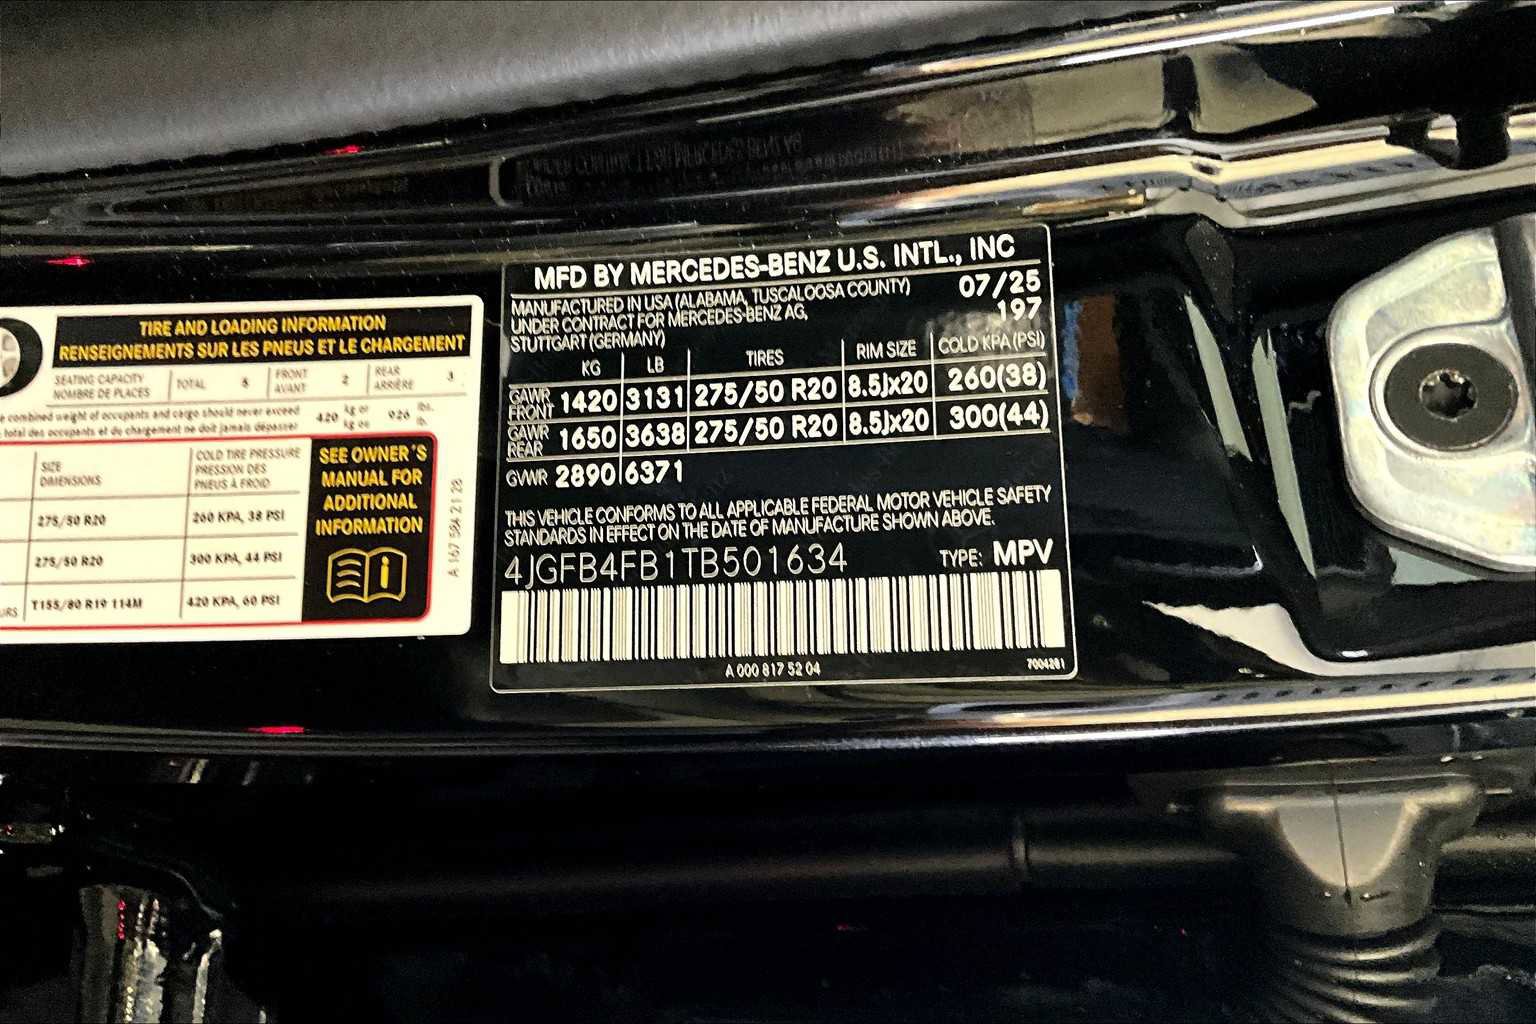 TIRE AND LOADING INFORMATION
RENSEIGNEMENTS SUR LES PNEUS ET LE CHARGEMENT
SEATING CAPACITY
NOMBRE DE PLACES
TOTAL 5
FRONT
AVANT
2
REAR
ARRIÈRE
3
e combined weight of occupants and cargo should never exceed
total des occupants et du chargement ne doit jamais dépasser
420 kg or
kg ou
926 lbs.
lb.
SIZE
DIMENSIONS
COLD TIRE PRESSURE
PRESSION DES
PNEUS À FROID
275/50 R20 260 KPA, 38 PSI
275/50 R20 300 KPA, 44 PSI
URS T155/80 R19 114M 420 KPA, 60 PSI
SEE OWNER'S
MANUAL FOR
ADDITIONAL
INFORMATION
A 167 584 21 28
MFD BY MERCEDES-BENZ U.S. INTL., INC
MANUFACTURED IN USA (ALABAMA, TUSCALOOSA COUNTY)
UNDER CONTRACT FOR MERCEDES-BENZ AG,
STUTTGART (GERMANY)
07/25
197
KG LB TIRES RIM SIZE COLD KPA (PSI)
GAWR
FRONT 1420 3131 275/50 R20 8.5Jx20 260(38)
GAWR
REAR 1650 3638 275/50 R20 8.5Jx20 300(44)
GVWR 2890 6371
THIS VEHICLE CONFORMS TO ALL APPLICABLE FEDERAL MOTOR VEHICLE SAFETY
STANDARDS IN EFFECT ON THE DATE OF MANUFACTURE SHOWN ABOVE.
4JGFB4FB1TB501634 TYPE: MPV
A 000 817 52 04
7004281